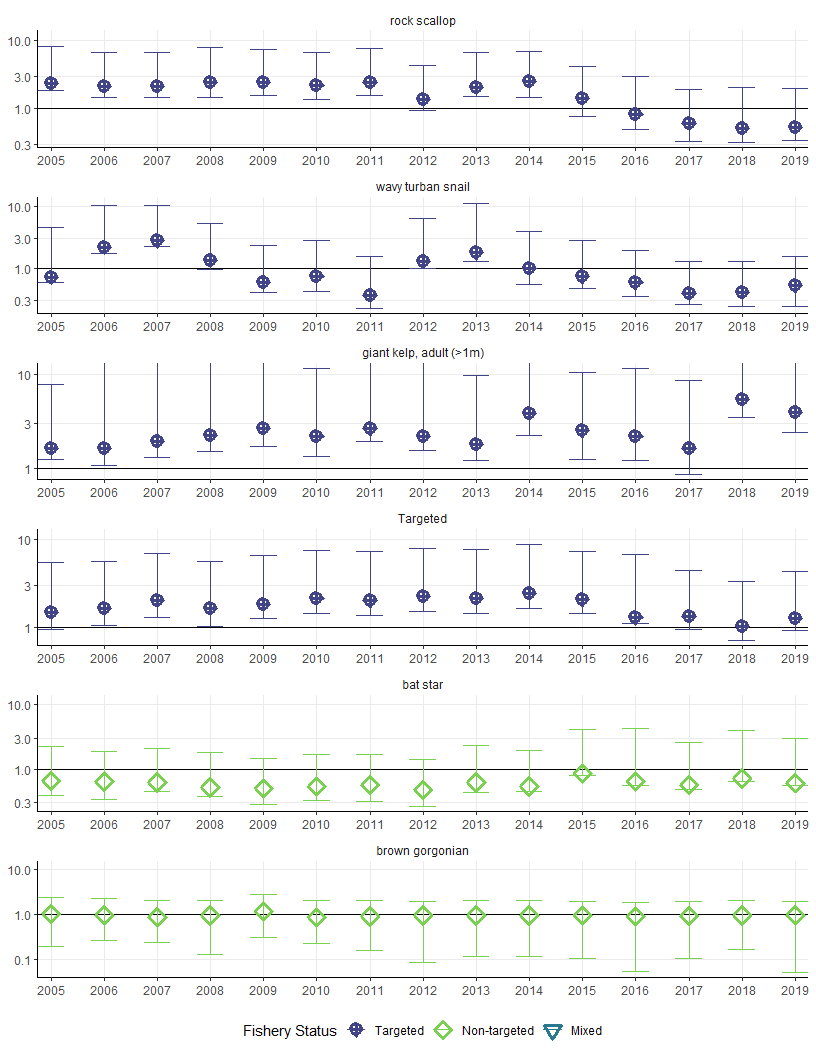 rock scallop
10.0
3.0
1.0
0.3
2005 2006 2007 2008 2009 2010 2011 2012 2013 2014 2015 2016 2017 2018 2019
wavy turban snail
10.0
3.0
1.0
0.3
2005 2006 2007 2008 2009 2010 2011 2012 2013 2014 2015 2016 2017 2018 2019
giant kelp, adult (>1m)
10
3
1
2005 2006 2007 2008 2009 2010 2011 2012 2013 2014 2015 2016 2017 2018 2019
Targeted
10
3
1
2005 2006 2007 2008 2009 2010 2011 2012 2013 2014 2015 2016 2017 2018 2019
bat star
10.0
3.0
1.0
0.3
2005 2006 2007 2008 2009 2010 2011 2012 2013 2014 2015 2016 2017 2018 2019
brown gorgonian
10.0
1.0
0.1
2005 2006 2007 2008 2009 2010 2011 2012 2013 2014 2015 2016 2017 2018 2019
Fishery Status Targeted Non-targeted Mixed